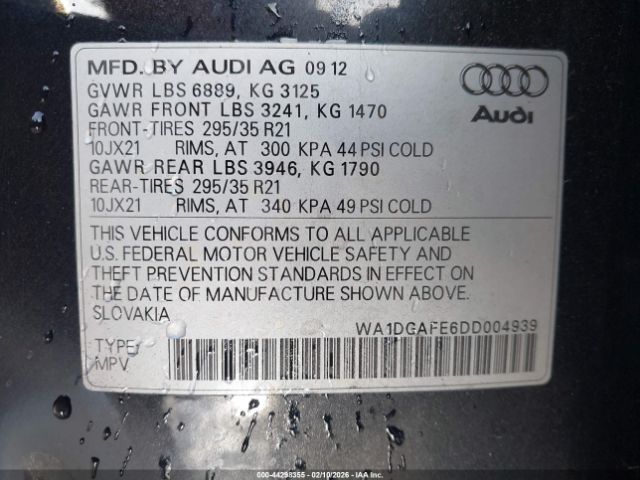 MFD. BY AUDI AG 09 12
GVWR LBS 6889, KG 3125
GAWR FRONT LBS 3241, KG 1470
FRONT-TIRES 295/35 R21
10JX21 RIMS, AT 300 KPA 44 PSI COLD
GAWR REAR LBS 3946, KG 1790
REAR-TIRES 295/35 R21
10JX21 RIMS, AT 340 KPA 49 PSI COLD
Audi
THIS VEHICLE CONFORMS TO ALL APPLICABLE
U.S. FEDERAL MOTOR VEHICLE SAFETY AND
THEFT PREVENTION STANDARDS IN EFFECT ON
THE DATE OF MANUFACTURE SHOWN ABOVE.
SLOVAKIA
WA1DGAFE6DD004939
TYPE:
MPV
000-44298355 - 02/10/2026 - COPYRIGHT IAA, LLC